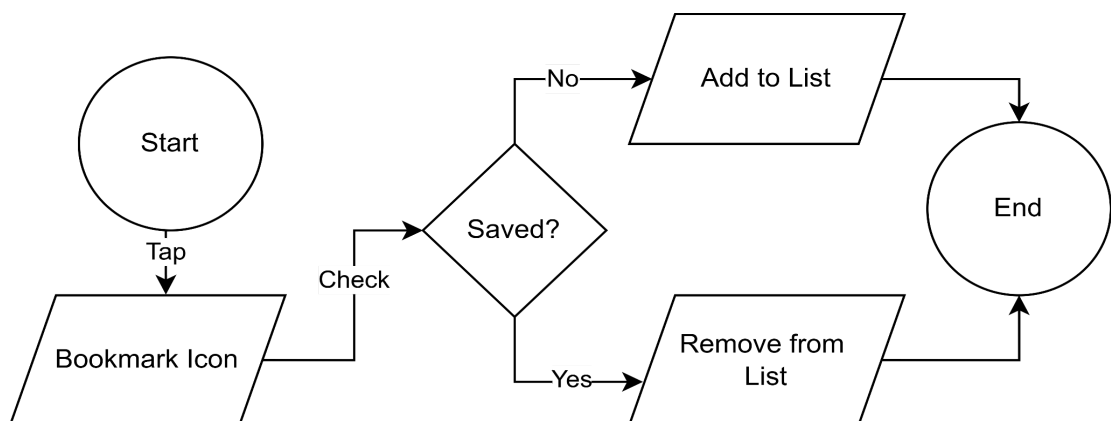 Start
Tap
Bookmark Icon
Check
Saved?
No
Add to List
Yes
Remove from
List
End